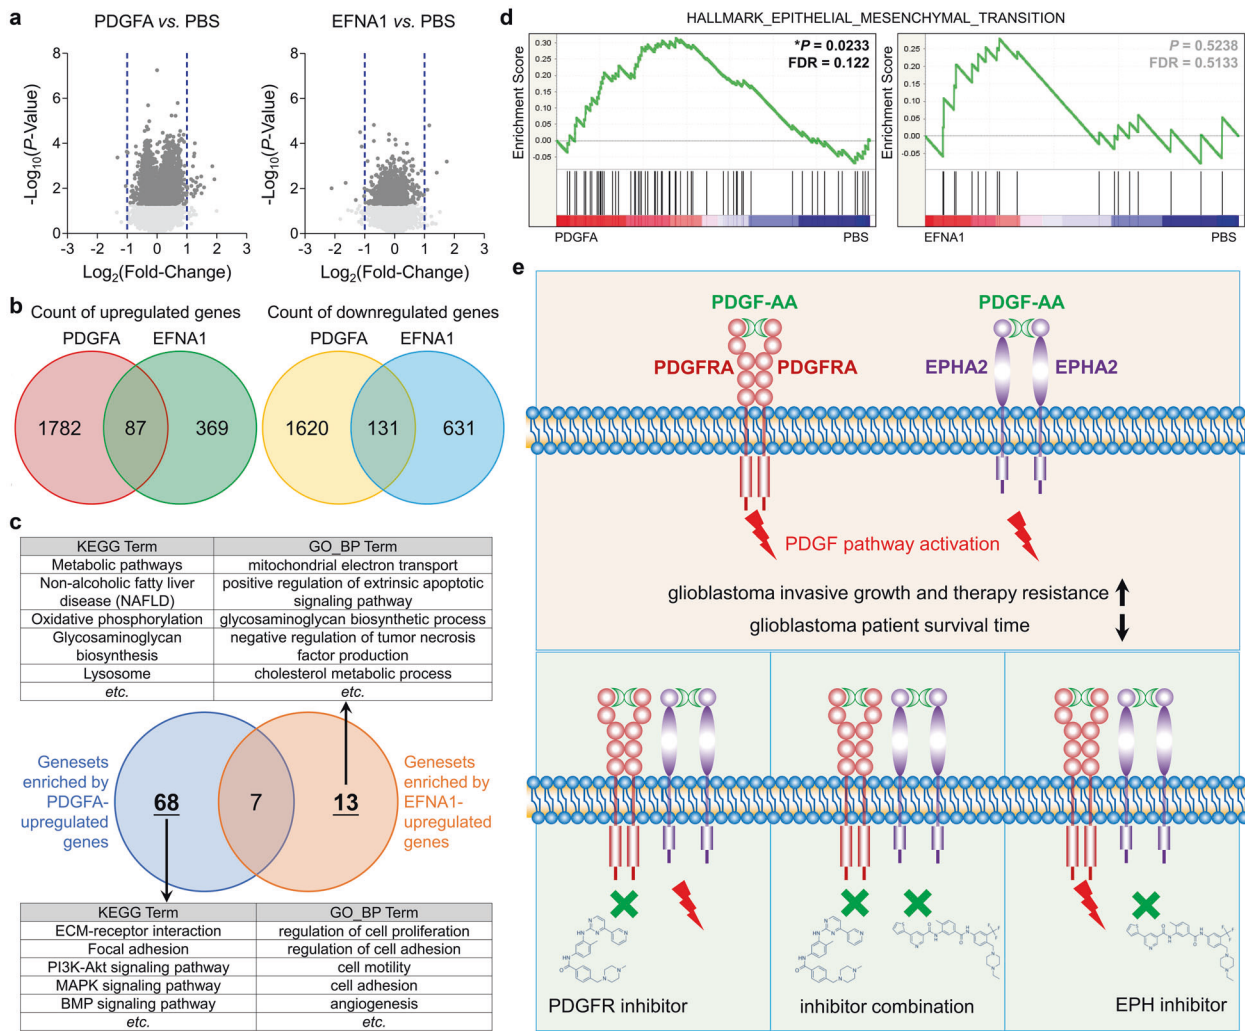 a
PDGFA vs. PBS
EFNA1 vs. PBS
-Log10(P-Value)
8
6
4
2
0
-3 -2 -1 0 1 2 3
Log2(Fold-Change)
-Log10(P-Value)
8
6
4
2
0
-3 -2 -1 0 1 2 3
Log2(Fold-Change)
b
Count of upregulated genes
PDGFA EFNA1
1782 87 369
Count of downregulated genes
PDGFA EFNA1
1620 131 631
c
KEGG Term GO_BP Term
Metabolic pathways mitochondrial electron transport
Non-alcoholic fatty liver positive regulation of extrinsic apoptotic
disease (NAFLD) signaling pathway
Oxidative phosphorylation glycosaminoglycan biosynthetic process
Glycosaminoglycan negative regulation of tumor necrosis
biosynthesis factor production
Lysosome cholesterol metabolic process
etc. etc.
Genesets
enriched by
PDGFA-
upregulated
genes
68 7 13
Genesets
enriched by
EFNA1-
upregulated
genes
KEGG Term GO_BP Term
ECM-receptor interaction regulation of cell proliferation
Focal adhesion regulation of cell adhesion
PI3K-Akt signaling pathway cell motility
MAPK signaling pathway cell adhesion
BMP signaling pathway angiogenesis
etc. etc.
d
HALLMARK_EPITHELIAL_MESENCHYMAL_TRANSITION
Enrichment Score
0.30
0.25
0.20
0.15
0.10
0.05
0.00
-0.05
*P = 0.0233
FDR = 0.122
PDGFA PBS
Enrichment Score
0.25
0.20
0.15
0.10
0.05
0.00
-0.05
P = 0.5238
FDR = 0.5133
EFNA1 PBS
e
PDGF-AA PDGF-AA
PDGFRA PDGFRA EPHA2 EPHA2
PDGF pathway activation
glioblastoma invasive growth and therapy resistance
glioblastoma patient survival time
PDGFR inhibitor
inhibitor combination
EPH inhibitor